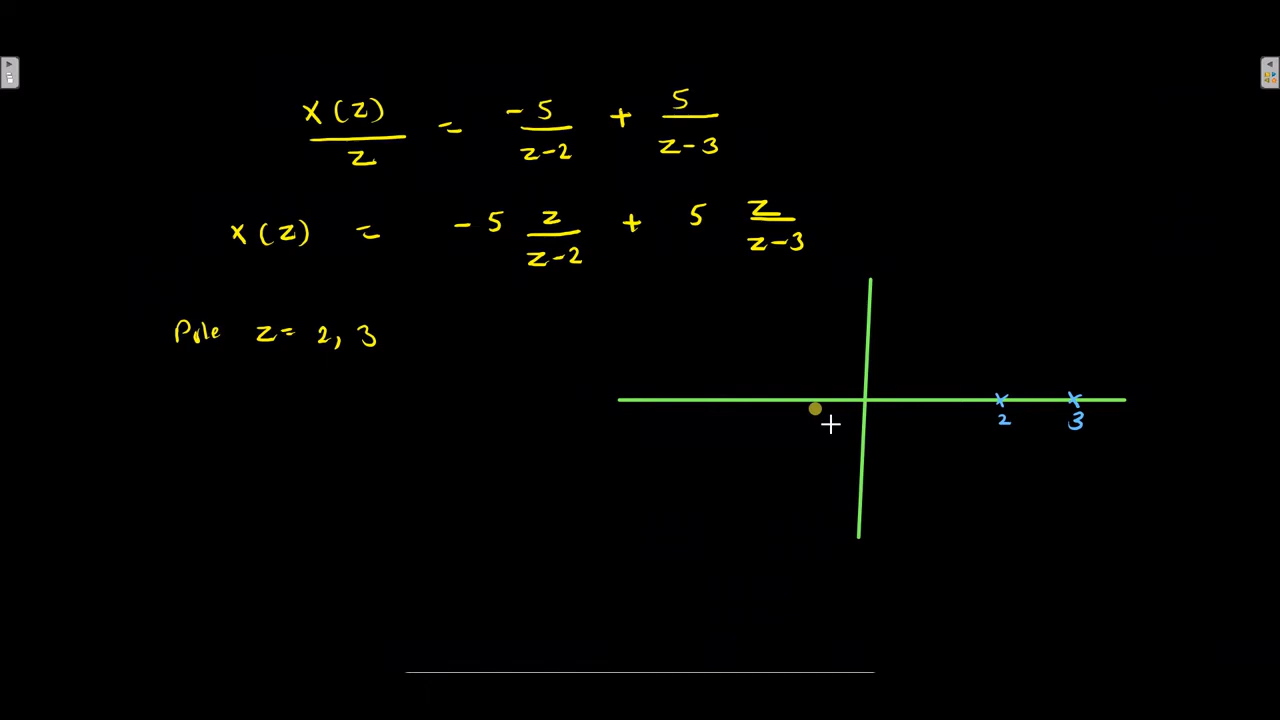 X(z)/z = -5/z-2 + 5/z-3
X(z) = -5 z/z-2 + 5 z/z-3
Pole z= 2, 3
2 3